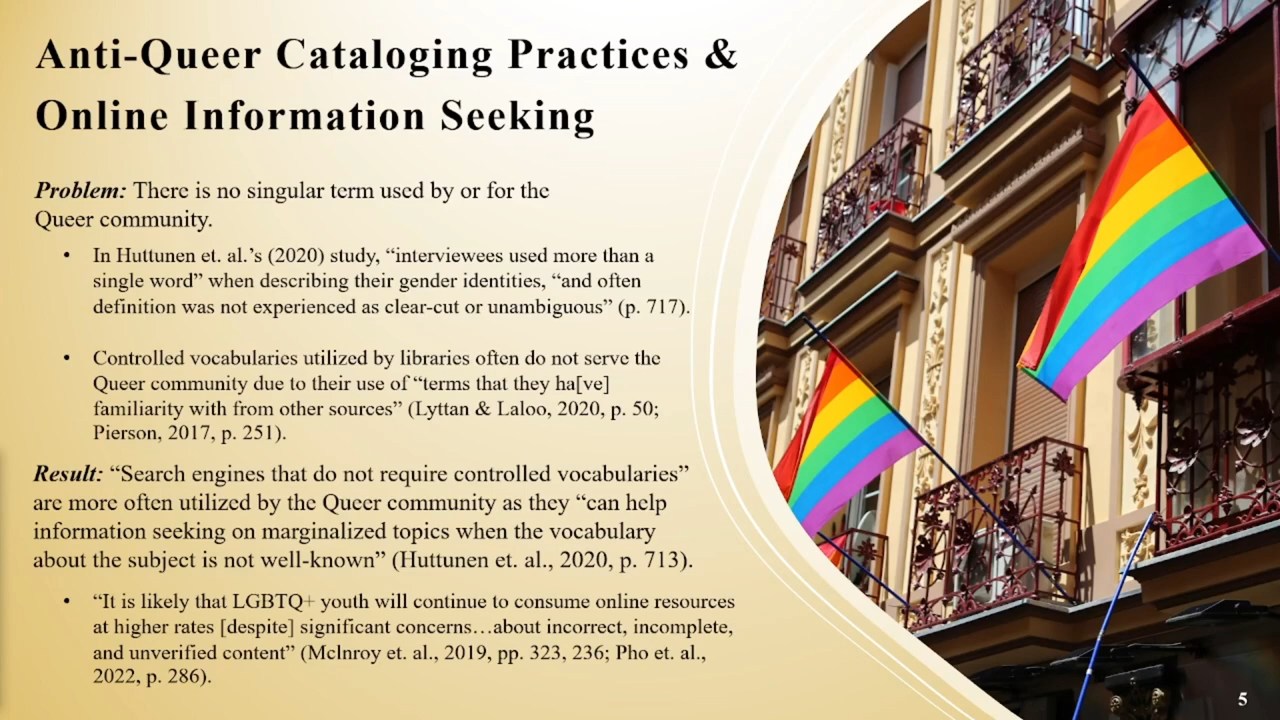 Anti-Queer Cataloging Practices &
Online Information Seeking
Problem: There is no singular term used by or for the
Queer community.
• In Huttunen et. al.’s (2020) study, “interviewees used more than a
single word” when describing their gender identities, “and often
definition was not experienced as clear-cut or unambiguous” (p. 717).
• Controlled vocabularies utilized by libraries often do not serve the
Queer community due to their use of “terms that they ha[ve]
familiarity with from other sources” (Lyttan & Laloo, 2020, p. 50;
Pierson, 2017, p. 251).
Result: “Search engines that do not require controlled vocabularies”
are more often utilized by the Queer community as they “can help
information seeking on marginalized topics when the vocabulary
about the subject is not well-known” (Huttunen et. al., 2020, p. 713).
• “It is likely that LGBTQ+ youth will continue to consume online resources
at higher rates [despite] significant concerns…about incorrect, incomplete,
and unverified content” (McInroy et. al., 2019, pp. 323, 236; Pho et. al.,
2022, p. 286).
5